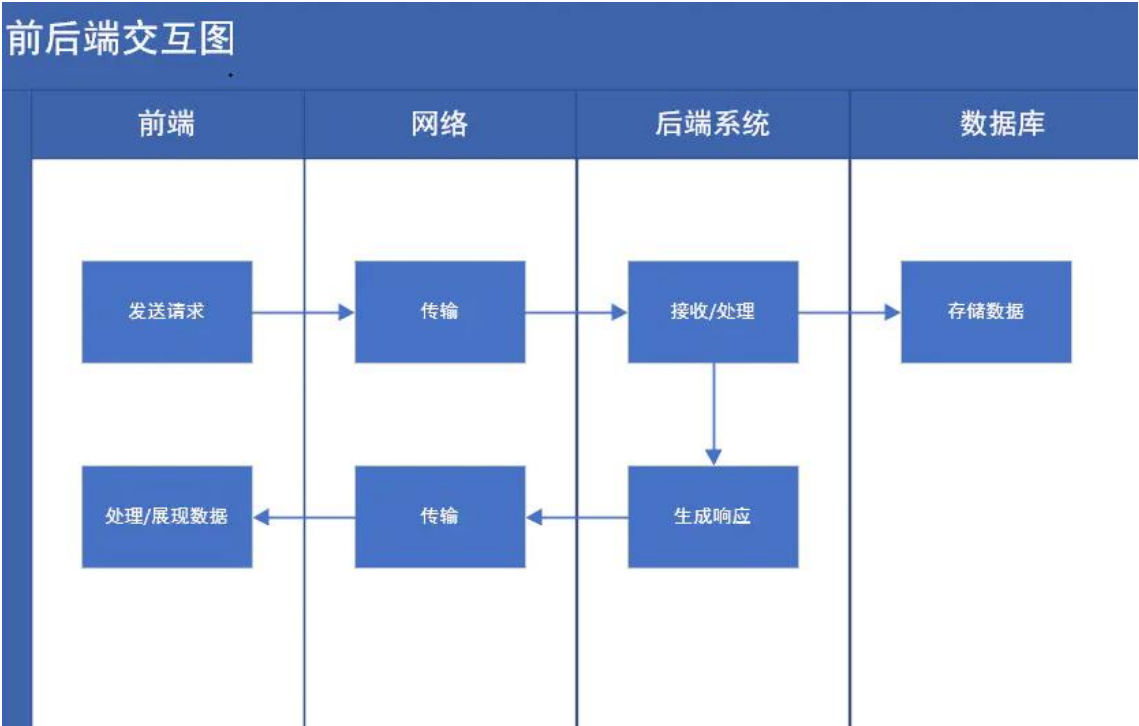 前后端交互图
前端
网络
后端系统
数据库
发送请求
传输
接收/处理
存储数据
处理/展现数据
传输
生成响应